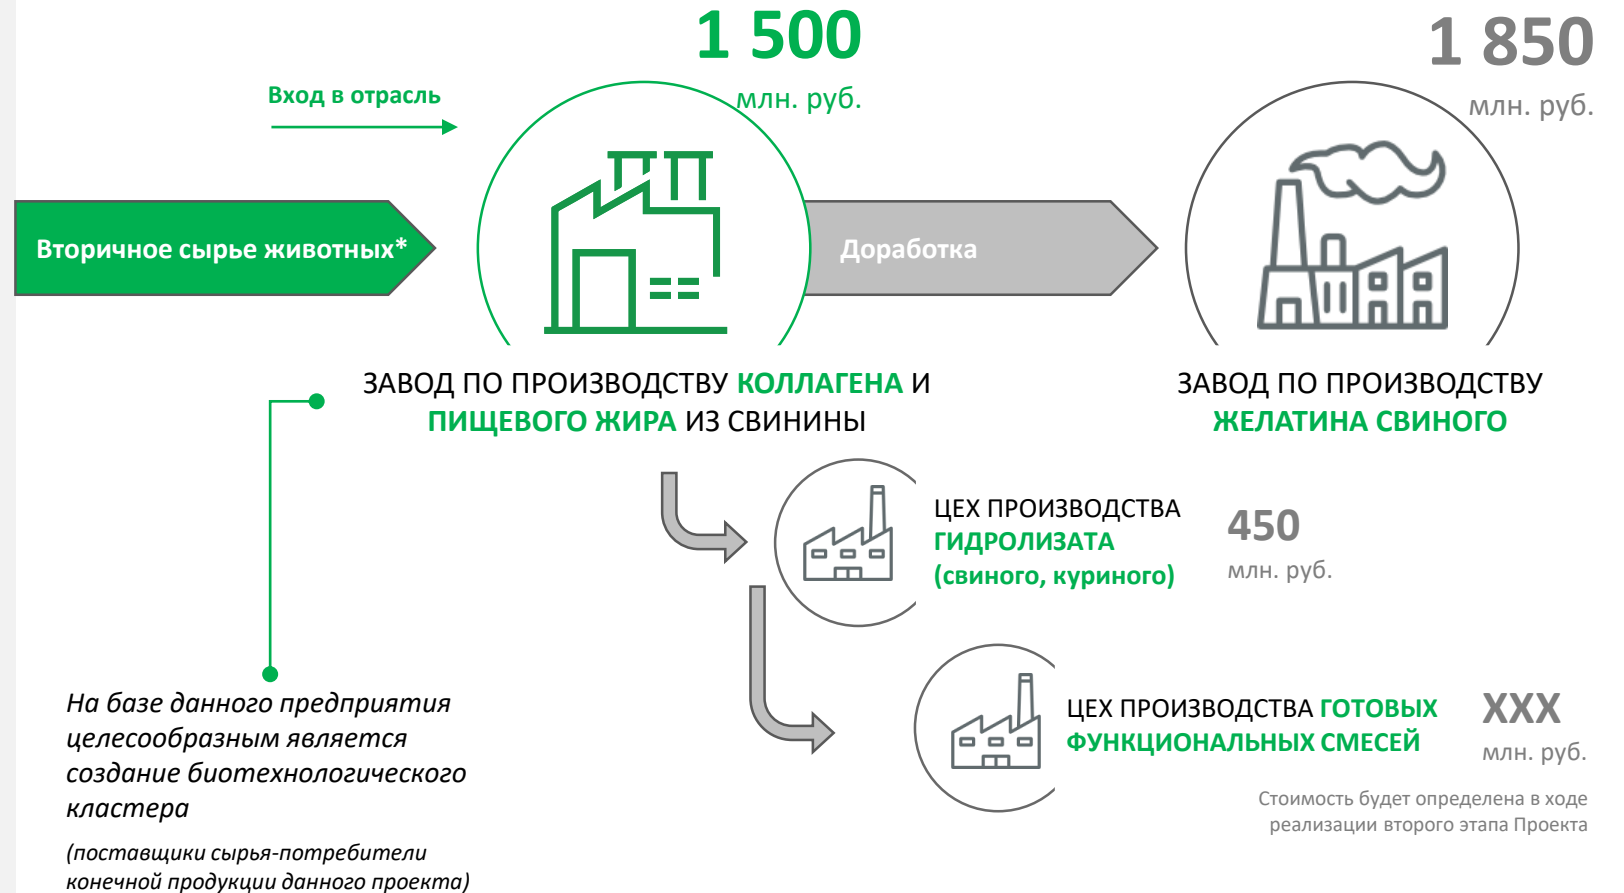 1 500
млн. руб.
1 850
млн. руб.
Вход в отрасль
Вторичное сырье животных*
Доработка
ЗАВОД ПО ПРОИЗВОДСТВУ КОЛЛАГЕНА И
ПИЩЕВОГО ЖИРА ИЗ СВИНИНЫ
ЗАВОД ПО ПРОИЗВОДСТВУ
ЖЕЛАТИНА СВИНОГО
ЦЕХ ПРОИЗВОДСТВА
ГИДРОЛИЗАТА
(свиного, куриного)
450
млн. руб.
ЦЕХ ПРОИЗВОДСТВА ГОТОВЫХ
ФУНКЦИОНАЛЬНЫХ СМЕСЕЙ
XXX
млн. руб.
Стоимость будет определена в ходе
реализации второго этапа Проекта
На базе данного предприятия
целесообразным является
создание биотехнологического
кластера
(поставщики сырья-потребители
конечной продукции данного проекта)